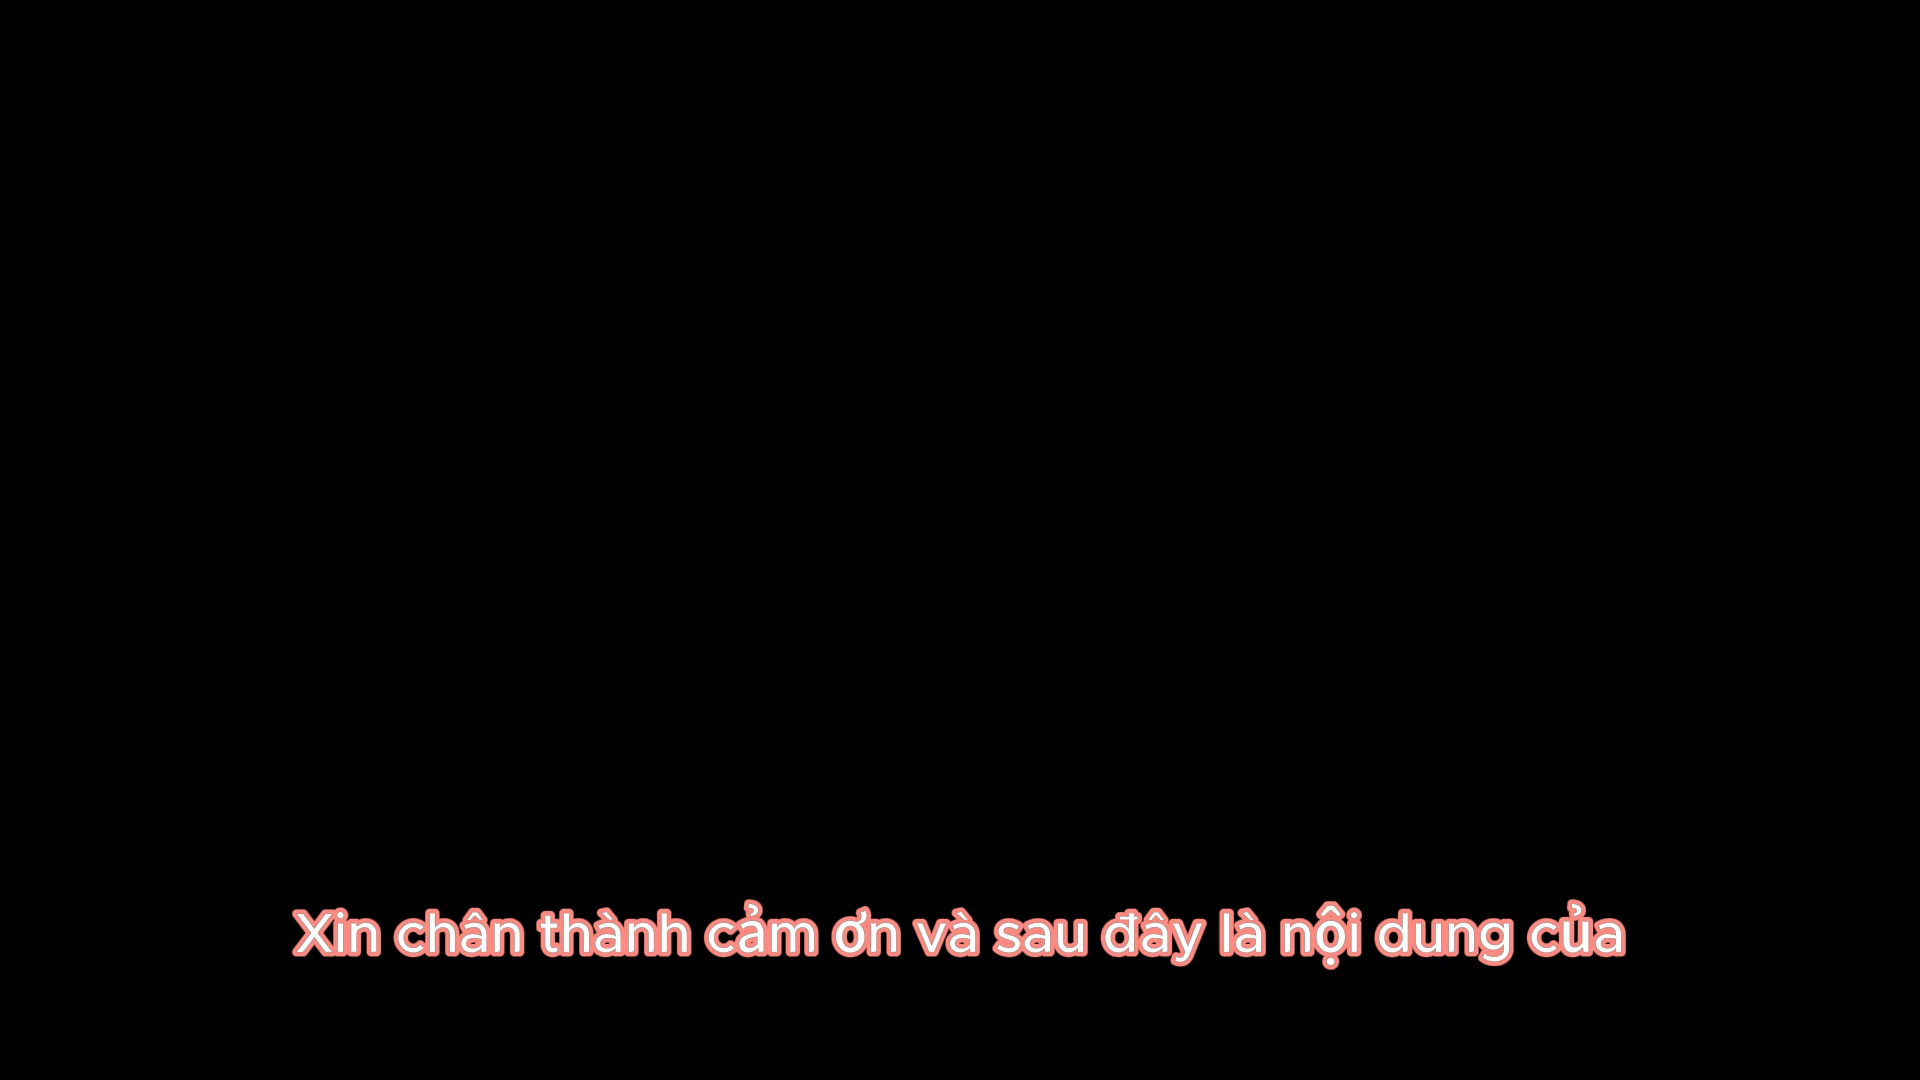 Xin chân thành cảm ơn và sau đây là nội dung của